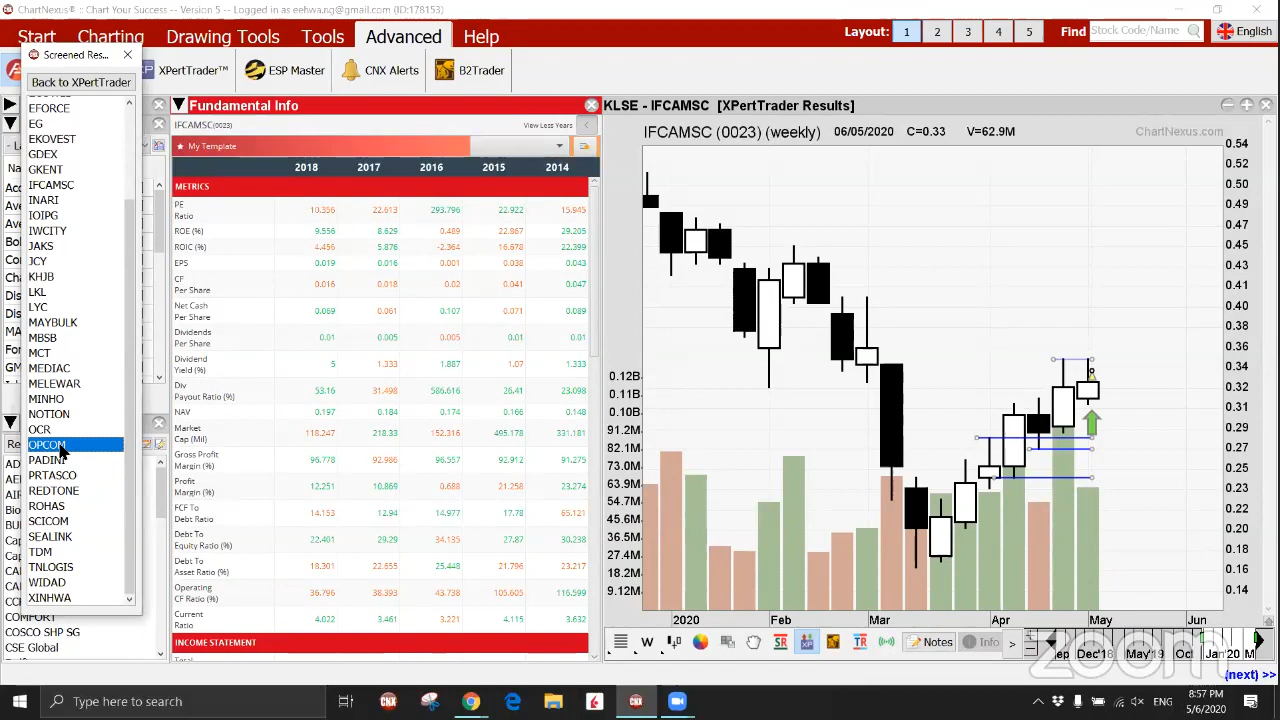 ChartNexus® :: Chart Your Success -- Version 5 -- Logged in as eehwa.ng@gmail.com (ID:178153)
Start Charting Drawing Tools Tools Advanced Help Layout: 1 2 3 4 5 Find Stock Code/Name English
Screened Res...
XPertTrader™ ESP Master CNX Alerts B2Trader
Back to XPertTrader
EFORCE
EG
EKOVEST
GDEX
GKENT
IFCAMSC
INARI
IOIPG
IWCITY
JAKS
JCY
KHJB
LKL
LYC
MAYBULK
MBSB
MCT
MEDIAC
MELEWAR
MINHO
NOTION
OCR
OPCOM
PADINI
PRTASCO
REDTONE
ROHAS
SCICOM
SEALINK
TDM
TNLOGIS
WIDAD
XINHWA
COMFORT
COSCO SHP SG
CSE Global
Fundamental Info
IFCAMSC(0023) View Less Years
My Template
2018 2017 2016 2015 2014
METRICS
PE Ratio 10.356 22.613 293.796 22.922 15.945
ROE (%) 9.556 8.629 0.489 22.867 29.205
ROIC (%) 4.456 5.876 -2.364 16.678 22.399
EPS 0.019 0.016 0.001 0.038 0.043
CF Per Share 0.016 0.018 0.02 0.041 0.047
Net Cash Per Share 0.069 0.061 0.107 0.071 0.089
Dividends Per Share 0.01 0.005 0.005 0.01 0.01
Dividend Yield (%) 5 1.333 1.887 1.07 1.333
Div Payout Ratio (%) 53.16 31.498 586.616 26.41 23.098
NAV 0.197 0.184 0.174 0.166 0.148
Market Cap (Mil) 118.247 218.33 152.316 495.178 331.181
Gross Profit Margin (%) 96.778 92.986 96.557 92.912 91.275
Profit Margin (%) 12.251 10.869 0.688 21.258 23.274
FCF To Debt Ratio 14.153 12.94 14.977 17.78 65.121
Debt To Equity Ratio (%) 22.401 29.29 34.135 27.87 30.238
Debt To Asset Ratio (%) 18.301 22.655 25.448 21.796 23.217
Operating CF Ratio (%) 36.796 38.393 43.738 105.605 116.599
Current Ratio 4.022 3.461 3.221 4.115 3.632
INCOME STATEMENT
KLSE - IFCAMSC [XPertTrader Results]
IFCAMSC (0023) (weekly) 06/05/2020 C=0.33 V=62.9M ChartNexus.com
0.54
0.52
0.50
0.49
0.47
0.45
0.43
0.41
0.40
0.38
0.36
0.34
0.32
0.31
0.29
0.27
0.25
0.23
0.22
0.20
0.18
0.16
0.14
0.12B
0.11B
0.10B
91.2M
82.1M
73.0M
63.9M
54.7M
45.6M
36.5M
27.4M
18.2M
9.12M
2020 Feb Mar Apr May Jun
W SR TR Notes Info >
Dec'18 May'19 Oct Jan'20
zoom
(next) >>
Type here to search
ENG
8:57 PM
5/6/2020